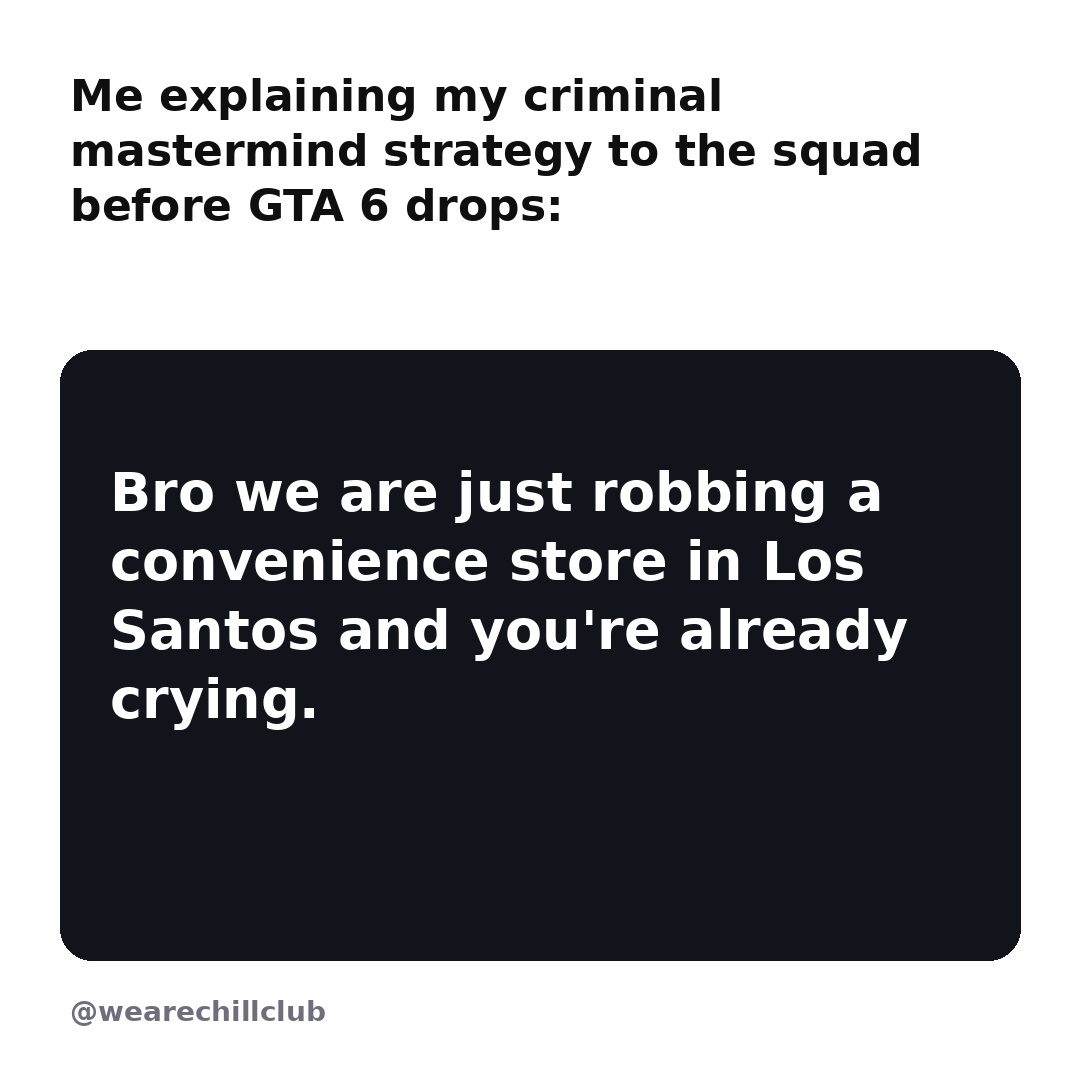 Me explaining my criminal
mastermind strategy to the squad
before GTA 6 drops:
Bro we are just robbing a
convenience store in Los
Santos and you're already
crying.
@wearechillclub